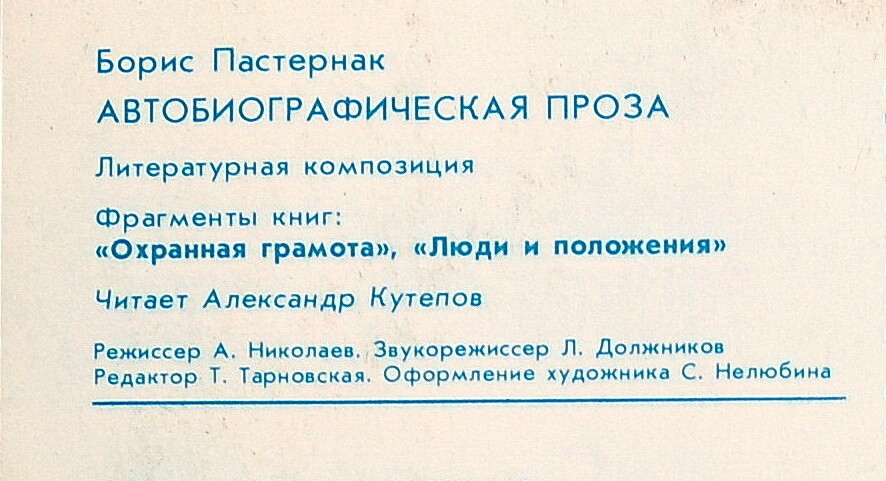 Борис Пастернак
АВТОБИОГРАФИЧЕСКАЯ ПРОЗА
Литературная композиция
Фрагменты книг:
«Охранная грамота», «Люди и положения»
Читает Александр Кутепов
Режиссер А. Николаев. Звукорежиссер Л. Должников
Редактор Т. Тарновская. Оформление художника С. Нелюбина